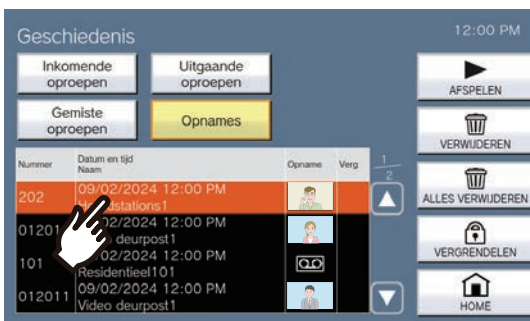 Geschiedenis
12:00 PM
Inkomende
oproepen
Uitgaande
oproepen
Gemiste
oproepen
Opnames
AFSPELEN
VERWIJDEREN
ALLES VERWIJDEREN
VERGRENDELEN
HOME
Nummer
Datum en tijd
Naam
Opname
Verg.
1
2
202
09/02/2024 12:00 PM
stations1
01201
02/2024 12:00 PM
deurpost1
101
02/2024 12:00 PM
Residentieel101
012011
09/02/2024 12:00 PM
Video deurpost1